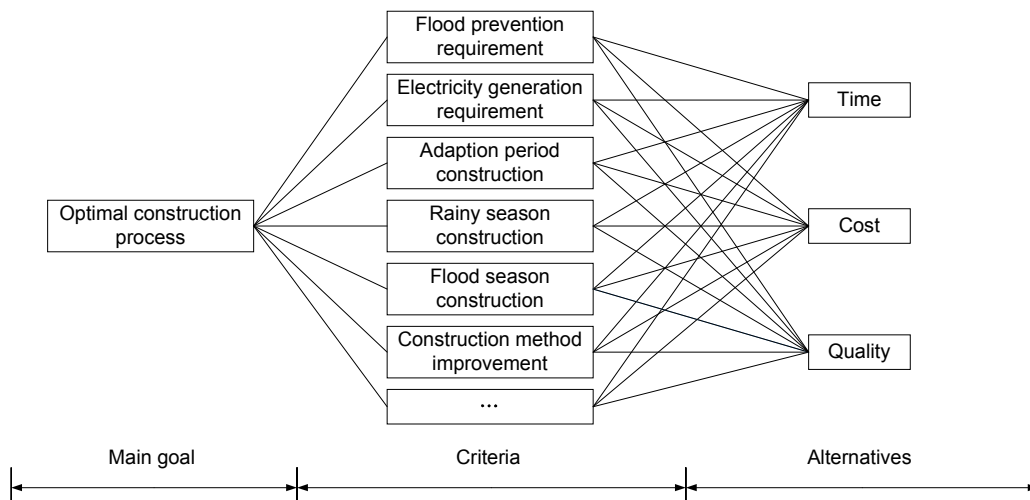 Flood prevention
requirement
Electricity generation
requirement
Adaption period
construction
Rainy season
construction
Flood season
construction
Construction method
improvement
...
Optimal construction
process
Time
Cost
Quality
Main goal
Criteria
Alternatives